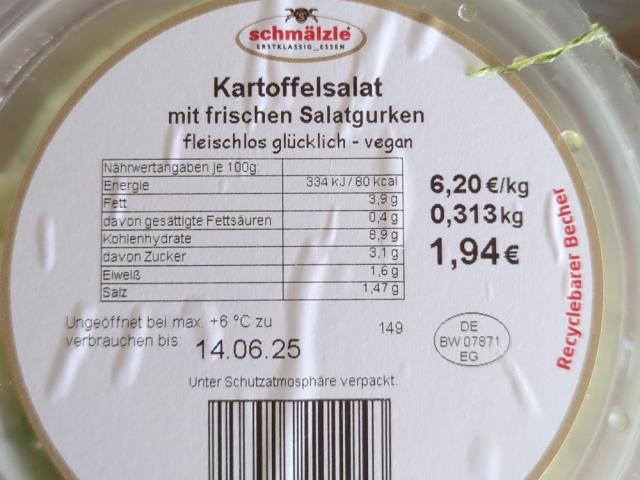 schmälzle
ERSTKLASSIG_ESSEN
Kartoffelsalat
mit frischen Salatgurken
fleischlos glücklich - vegan
Nährwertangaben je 100g:
Energie 334 kJ / 80 kcal
Fett 3,9 g
davon gesättigte Fettsäuren 0,4 g
Kohlenhydrate 8,9 g
davon Zucker 3,1 g
Eiweiß 1,6 g
Salz 1,47 g
6,20 €/kg
0,313 kg
1,94 €
Recyclebarer Becher
Ungeöffnet bei max. +6 °C zu
verbrauchen bis: 14.06.25
149
DE
BW 07871
EG
Unter Schutzatmosphäre verpackt.